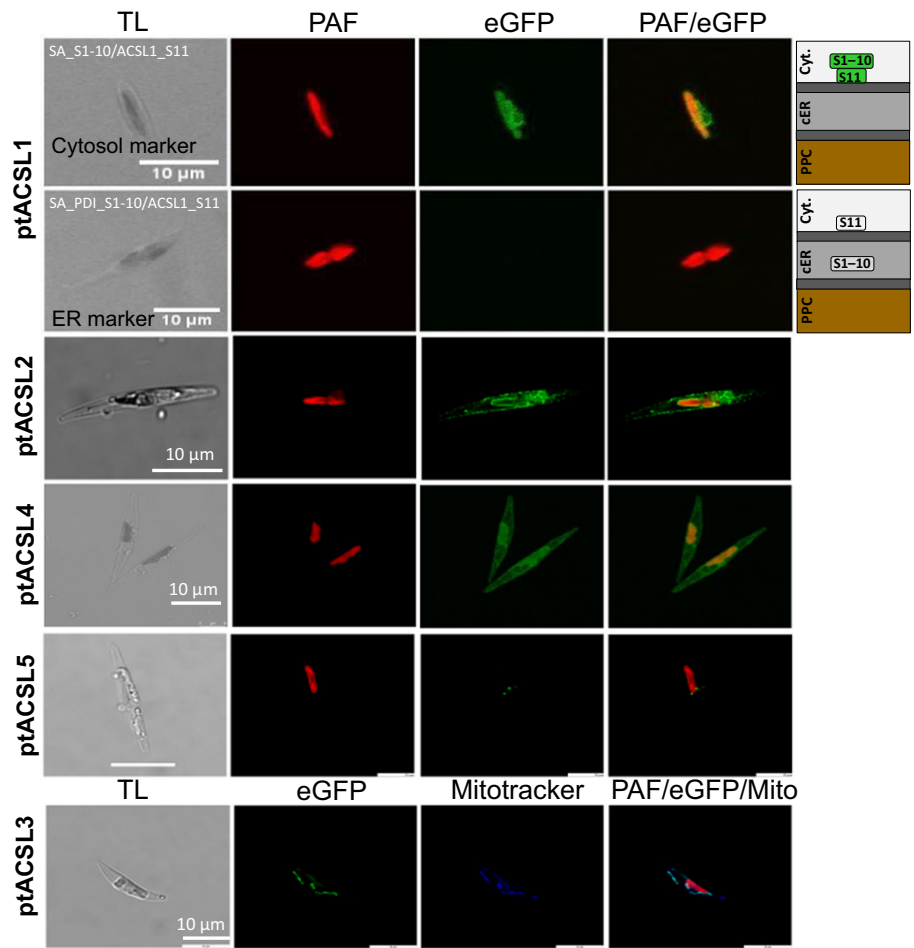 TL PAF eGFP PAF/eGFP
ptACSL1
SA_S1-10/ACSL1_S11
Cytosol marker
10 µm
Cyt.
S1–10
S11
cER
PPC
SA_PDI_S1-10/ACSL1_S11
ER marker
10 µm
Cyt.
S11
cER
S1–10
PPC
ptACSL2
10 µm
ptACSL4
10 µm
ptACSL5
TL eGFP Mitotracker PAF/eGFP/Mito
ptACSL3
10 µm